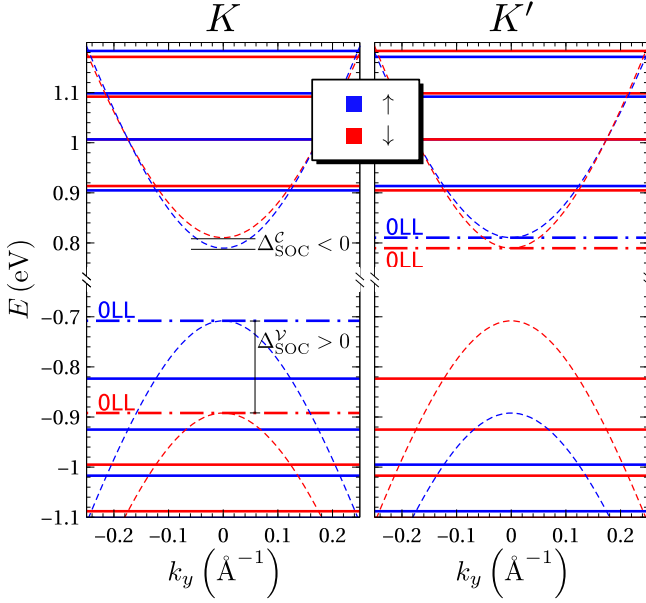 K K′
↑
↓
1.1
1
0.9
0.8
-0.7
-0.8
-0.9
-1
-1.1
E (eV)
Δ^C_SOC < 0
0LL
0LL
0LL
Δ^V_SOC > 0
0LL
−0.2 −0.1 0 0.1 0.2 −0.2 −0.1 0 0.1 0.2
k_y (Å^−1) k_y (Å^−1)